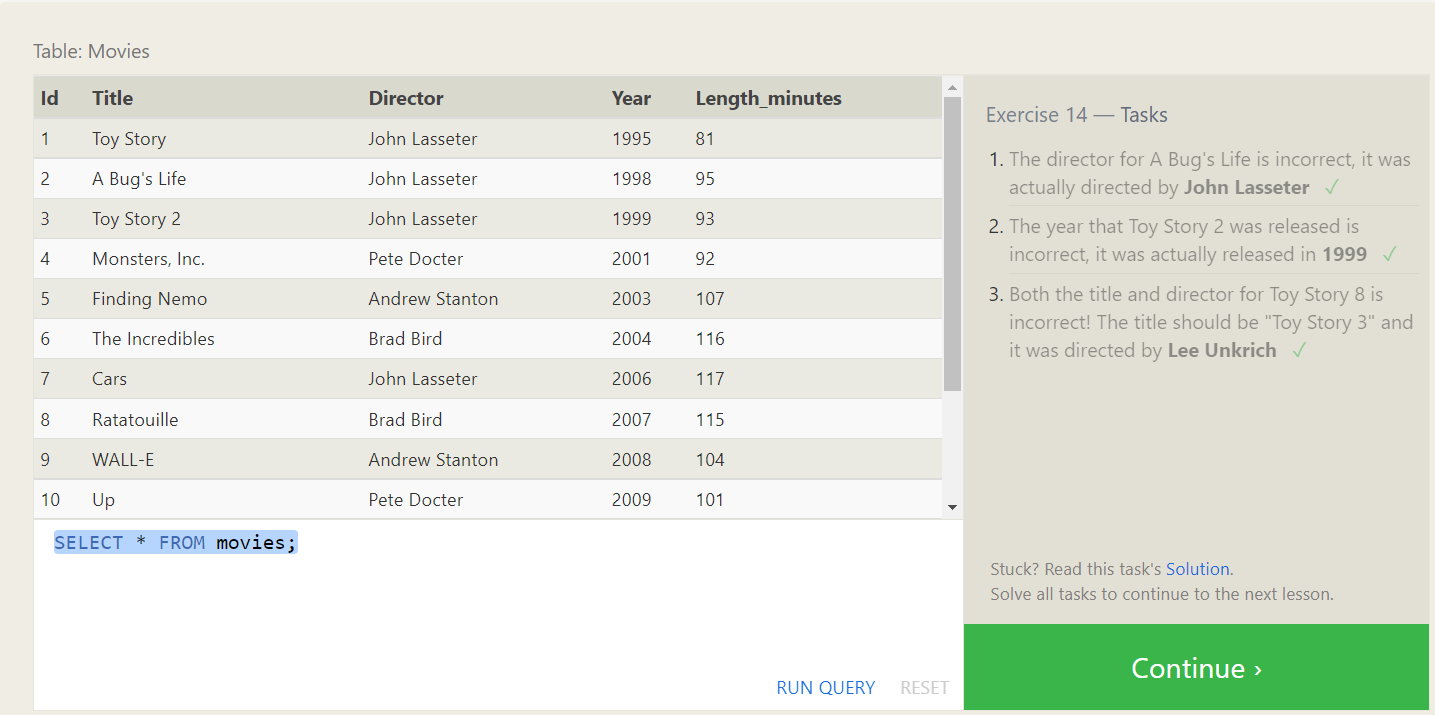 Table: Movies
Id Title Director Year Length_minutes
1 Toy Story John Lasseter 1995 81
2 A Bug's Life John Lasseter 1998 95
3 Toy Story 2 John Lasseter 1999 93
4 Monsters, Inc. Pete Docter 2001 92
5 Finding Nemo Andrew Stanton 2003 107
6 The Incredibles Brad Bird 2004 116
7 Cars John Lasseter 2006 117
8 Ratatouille Brad Bird 2007 115
9 WALL-E Andrew Stanton 2008 104
10 Up Pete Docter 2009 101
SELECT * FROM movies;
RUN QUERY RESET
Exercise 14 — Tasks
1. The director for A Bug's Life is incorrect, it was
actually directed by John Lasseter ✓
2. The year that Toy Story 2 was released is
incorrect, it was actually released in 1999 ✓
3. Both the title and director for Toy Story 8 is
incorrect! The title should be "Toy Story 3" and
it was directed by Lee Unkrich ✓
Stuck? Read this task's Solution.
Solve all tasks to continue to the next lesson.
Continue ›